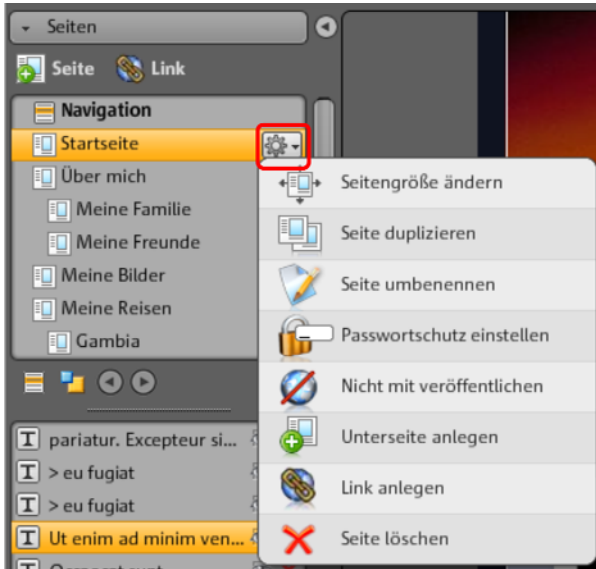 Seiten
Seite Link
Navigation
Startseite
Über mich
Meine Familie
Meine Freunde
Meine Bilder
Meine Reisen
Gambia
Seitengröße ändern
Seite duplizieren
Seite umbenennen
Passwortschutz einstellen
Nicht mit veröffentlichen
Unterseite anlegen
Link anlegen
Seite löschen
T pariatur. Excepteur si...
T > eu fugiat
T > eu fugiat
T Ut enim ad minim ven...